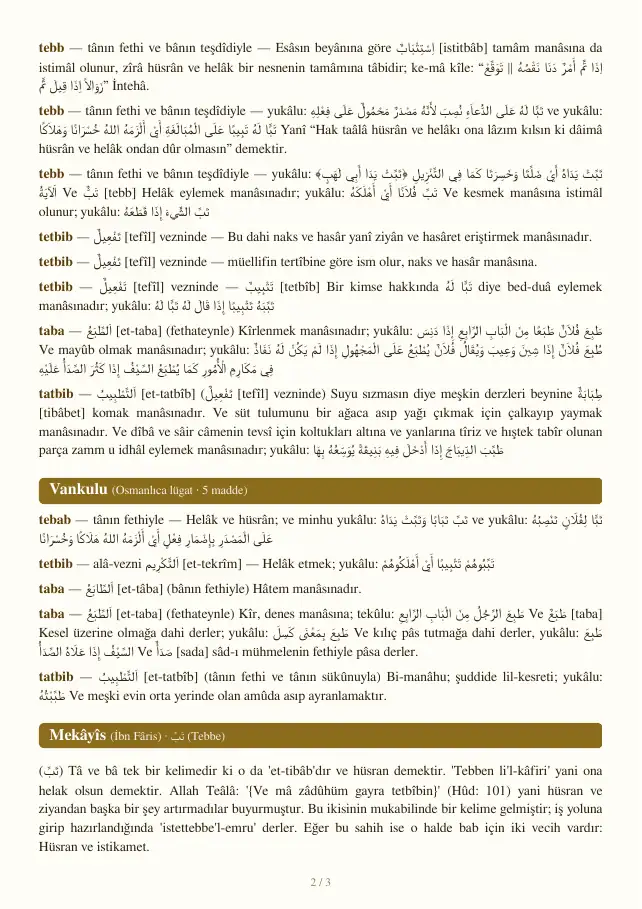 tebb — tânın fethi ve bânın teşdîdiyle — Esâsın beyânına göre اِسْتِتْبَابٌ [istitbâb] tamâm manâsına da
istimâl olunur, zîrâ hüsrân ve helâk bir nesnenin tamâmına tâbidir; ke-mâ kîle: “إِذَا تَمَّ أَمْرٌ دَنَا نَقْصُهُ || تَوَقَّعْ
زَوَالاً إِذَا قِيلَ تَمَّ” İntehâ.
tebb — tânın fethi ve bânın teşdîdiyle — yukâlu: تَبًّا لَهُ عَلَى الدُّعَاءِ نُصِبَ لِأَنَّهُ مَصْدَرٌ مَحْمُولٌ عَلَى فِعْلِهِ ve yukâlu:
تَبًّا لَهُ تَبِيبًا عَلَى الْمُبَالَغَةِ أَيْ أَلْزَمَهُ اللهُ خُسْرَانًا وَهَلَاكًا Yanî “Hak taâlâ hüsrân ve helâkı ona lâzım kılsın ki dâimâ
hüsrân ve helâk ondan dûr olmasın” demektir.
tebb — tânın fethi ve bânın teşdîdiyle — yukâlu: تَبَّتْ يَدَاهُ أَيْ ضَلَّتَا وَخَسِرَتَا كَمَا فِي التَّنْزِيلِ ﴿تَبَّتْ يَدَا أَبِي لَهَبٍ﴾
اَلْآيَةُ Ve تَبٌّ [tebb] Helâk eylemek manâsınadır; yukâlu: تَبَّ فُلَانًا أَيْ أَهْلَكَهُ Ve kesmek manâsına istimâl
olunur; yukâlu: تَبَّ الشَّيْءَ إِذَا قَطَعَهُ
tetbib — تَفْعِيلٌ [tefîl] vezninde — Bu dahi naks ve hasâr yanî ziyân ve hasâret eriştirmek manâsınadır.
tetbib — تَفْعِيلٌ [tefîl] vezninde — müellifin tertîbine göre ism olur, naks ve hasâr manâsına.
tetbib — تَفْعِيلٌ [tefîl] vezninde — تَتْبِيبٌ [tetbîb] Bir kimse hakkında تَبًّا لَهُ diye bed-duâ eylemek
manâsınadır; yukâlu: تَبَّبَهُ تَتْبِيبًا إِذَا قَالَ لَهُ تَبًّا لَهُ
taba — اَلطَّبَعُ [et-taba] (fethateynle) Kîrlenmek manâsınadır; yukâlu: طَبِعَ فُلَانٌ طَبَعًا مِنَ الْبَابِ الرَّابِعِ إِذَا دَنِسَ
Ve mayûb olmak manâsınadır; yukâlu: طُبِعَ فُلَانٌ إِذَا شِينَ وَعِيبَ وَيُقَالُ فُلَانٌ يُطْبَعُ عَلَى الْمَجْهُولِ إِذَا لَمْ يَكُنْ لَهُ نَفَاذٌ
فِي مَكَارِمِ الْأُمُورِ كَمَا يُطْبَعُ السَّيْفُ إِذَا كَثُرَ الصَّدَأُ عَلَيْهِ
tatbib — اَلتَّطْبِيبُ [et-tatbîb] (تَفْعِيلٌ [tefîl] vezninde) Suyu sızmasın diye meşkin derzleri beynine طِبَابَةٌ
[tibâbet] komak manâsınadır. Ve süt tulumunu bir ağaca asıp yağı çıkmak için çalkayıp yaymak
manâsınadır. Ve dîbâ ve sâir câmenin tevsî için koltukları altına ve yanlarına tîriz ve hıştek tabîr olunan
parça zamm u idhâl eylemek manâsınadır; yukâlu: طَبَّبَ الدِّيبَاجَ إِذَا أَدْخَلَ فِيهِ بَنِيقَةً يُوَسِّعُهُ بِهَا
Vankulu (Osmanlıca lügat · 5 madde)
tebab — tânın fethiyle — Helâk ve hüsrân; ve minhu yukâlu: تَبَّ تَبَابًا وَتَبَّتْ يَدَاهُ ve yukâlu: تَبًّا لِفُلَانٍ تَنْصِبُهُ
عَلَى الْمَصْدَرِ بِإِضْمَارِ فِعْلٍ أَيْ أَلْزَمَهُ اللهُ هَلَاكًا وَخُسْرَانًا
tetbib — alâ-vezni اَلتَّكْرِيم [et-tekrîm] — Helâk etmek; yukâlu: تَبَّبُوهُمْ تَتْبِيبًا أَيْ أَهْلَكُوهُمْ
taba — اَلطَّابَعُ [et-tâba] (bânın fethiyle) Hâtem manâsınadır.
taba — اَلطَّبَعُ [et-taba] (fethateynle) Kîr, denes manâsına; tekûlu: طَبِعَ الرَّجُلُ مِنَ الْبَابِ الرَّابِعِ Ve طَبَعٌ [taba]
Kesel üzerine olmağa dahi derler; yukâlu: طَبِعَ بِمَعْنَى كَسِلَ Ve kılıç pâs tutmağa dahi derler, yukâlu: طَبِعَ
السَّيْفُ إِذَا عَلَاهُ الصَّدَأُ Ve صَدَأٌ [sada] sâd-ı mühmelenin fethiyle pâsa derler.
tatbib — اَلتَّطْبِيبُ [et-tatbîb] (tânın fethi ve tânın sükûnuyla) Bi-manâhu; şuddide lil-kesreti; yukâlu:
طَبَّبْتُهُ Ve meşki evin orta yerinde olan amûda asıp ayranlamaktır.
Mekâyîs (İbn Fâris) · تَبَّ (Tebbe)
(تَبَّ) Tâ ve bâ tek bir kelimedir ki o da 'et-tibâb'dır ve hüsran demektir. 'Tebben li'l-kâfiri' yani ona
helak olsun demektir. Allah Teâlâ: '{Ve mâ zâdûhüm gayra tetbîbin}' (Hûd: 101) yani hüsran ve
ziyandan başka bir şey artırmadılar buyurmuştur. Bu ikisinin mukabilinde bir kelime gelmiştir; iş yoluna
girip hazırlandığında 'istettebbe'l-emru' derler. Eğer bu sahih ise o halde bab için iki vecih vardır:
Hüsran ve istikamet.
2 / 3